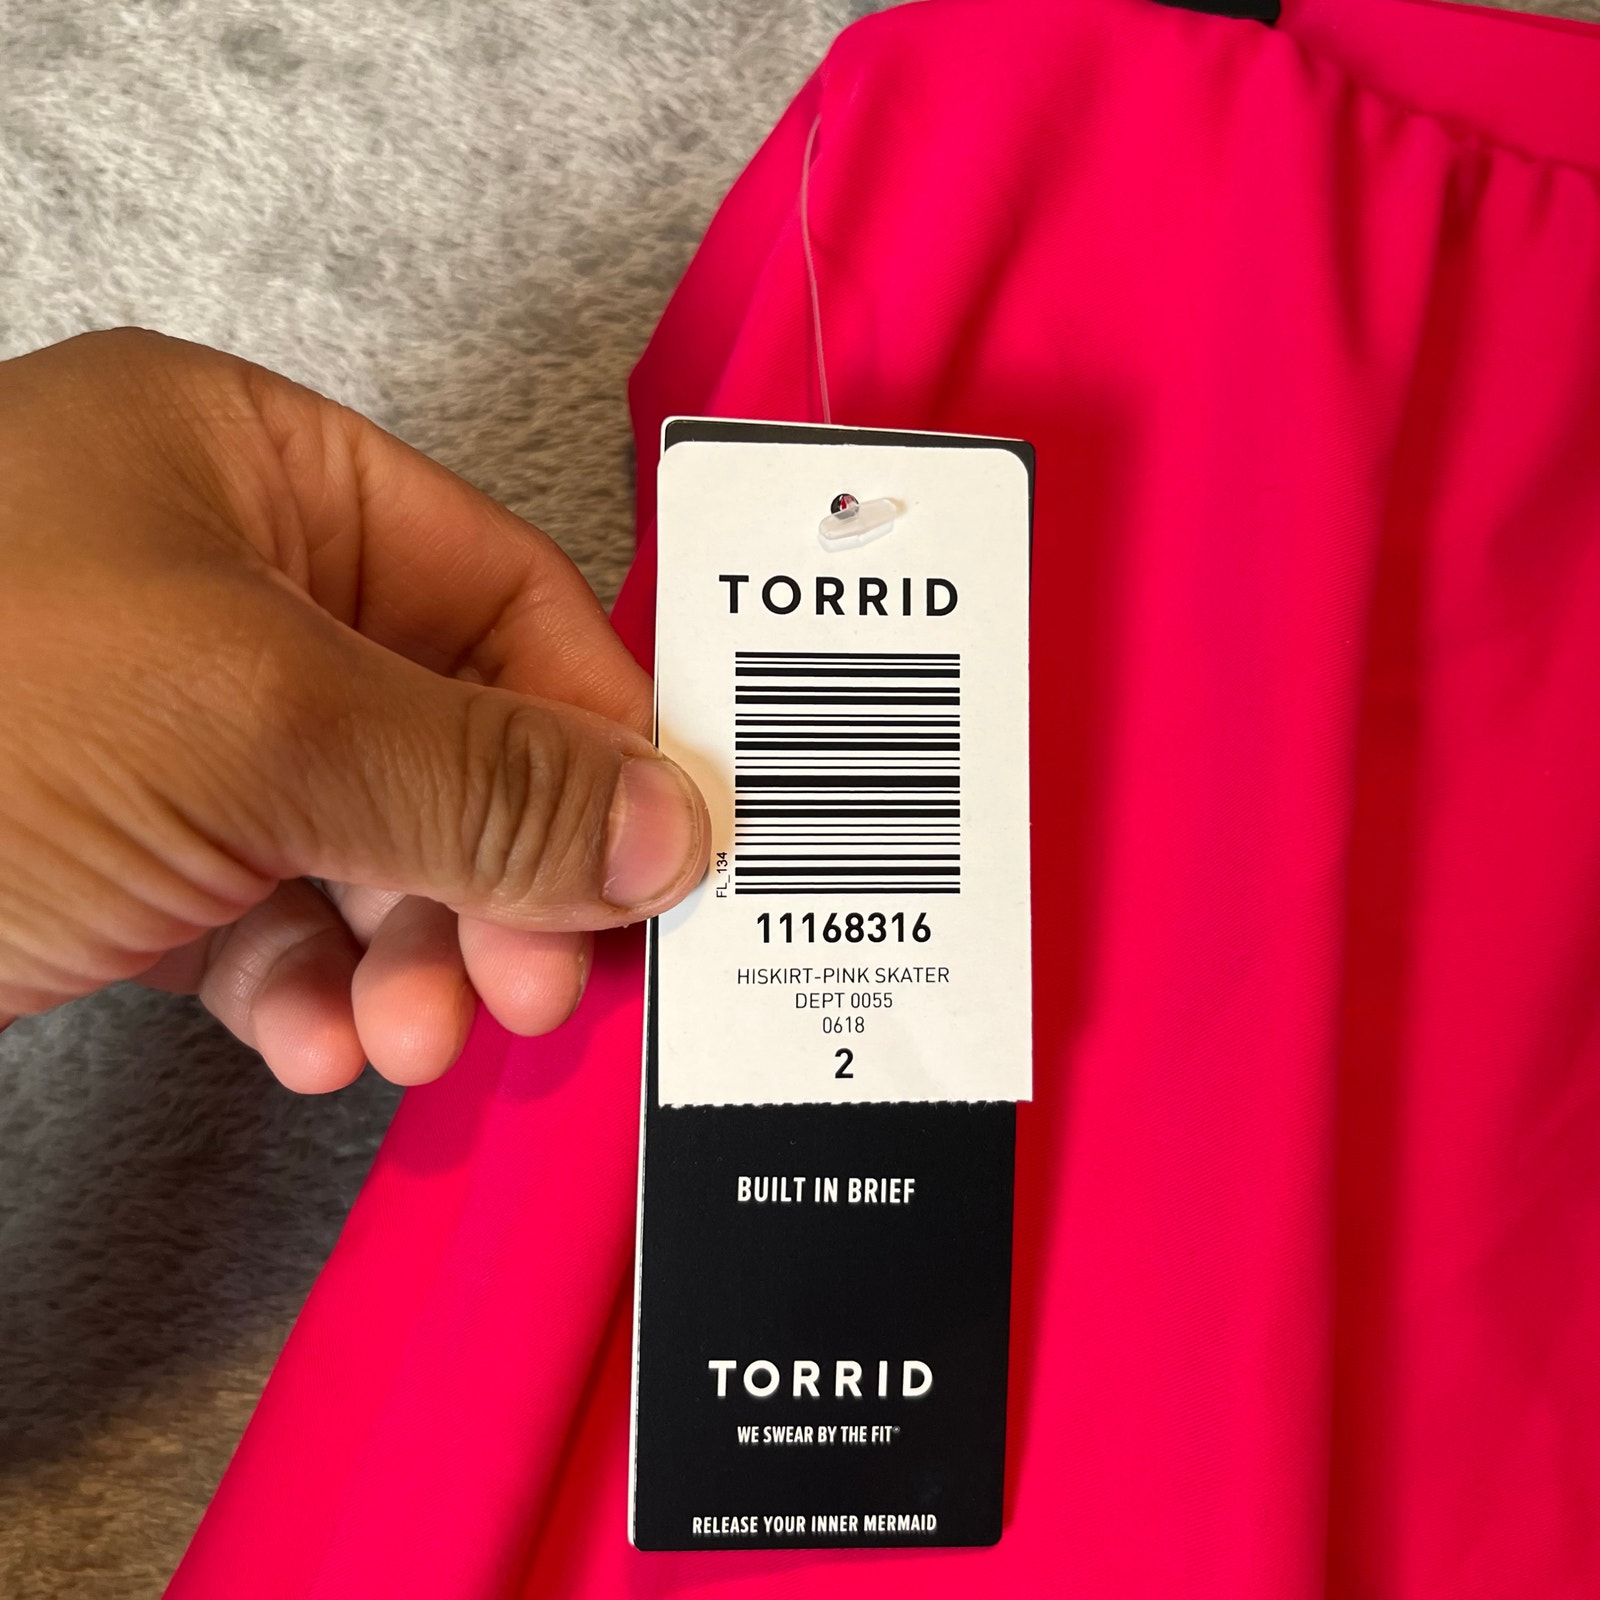 TORRID
FL_134
11168316
HISKIRT-PINK SKATER
DEPT 0055
0618
2
BUILT IN BRIEF
TORRID
WE SWEAR BY THE FIT®
RELEASE YOUR INNER MERMAID